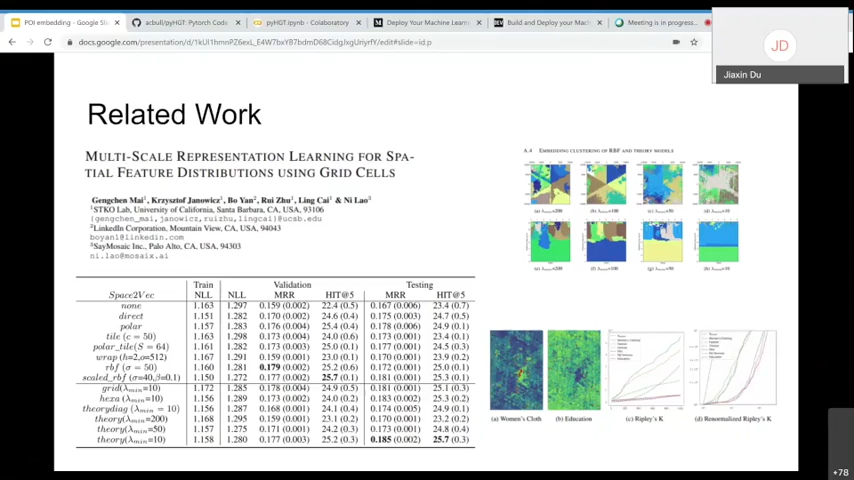 POI embedding - Google Slide
acbull/pyHGT: Pytorch Code
pyHGT.ipynb - Colaboratory
Deploy Your Machine Learn
Build and Deploy your Machi
Meeting is in progress...
JD
Jiaxin Du
Related Work
MULTI-SCALE REPRESENTATION LEARNING FOR SPA-
TIAL FEATURE DISTRIBUTIONS USING GRID CELLS
Gengchen Mai¹, Krzysztof Janowicz¹, Bo Yan², Rui Zhu¹, Ling Cai¹ & Ni Lao³
¹STKO Lab, University of California, Santa Barbara, CA, USA, 93106
{gengchen_mai,janowicz,ruizhu,lingcai}@ucsb.edu
²LinkedIn Corporation, Mountain View, CA, USA, 94043
boyan1@linkedin.com
³SayMosaic Inc., Palo Alto, CA, USA, 94303
ni.lao@mosaix.ai
Train Validation Testing
Space2Vec NLL NLL MRR HIT@5 MRR HIT@5
none 1.163 1.297 0.159 (0.002) 22.4 (0.5) 0.167 (0.006) 23.4 (0.7)
direct 1.151 1.282 0.170 (0.002) 24.6 (0.4) 0.175 (0.003) 24.7 (0.5)
polar 1.157 1.283 0.176 (0.004) 25.4 (0.4) 0.178 (0.006) 24.9 (0.1)
tile (c = 50) 1.163 1.298 0.173 (0.004) 24.0 (0.6) 0.173 (0.001) 23.4 (0.1)
polar_tile(S = 64) 1.161 1.282 0.173 (0.003) 25.0 (0.1) 0.177 (0.001) 24.5 (0.3)
wrap (h=2,o=512) 1.167 1.291 0.159 (0.001) 23.0 (0.1) 0.170 (0.001) 23.9 (0.2)
rbf (σ = 50) 1.160 1.281 0.179 (0.002) 25.2 (0.6) 0.172 (0.001) 25.0 (0.1)
scaled_rbf (σ=40,β=0.1) 1.150 1.272 0.177 (0.002) 25.7 (0.1) 0.181 (0.001) 25.3 (0.1)
grid(λmin=10) 1.172 1.285 0.178 (0.004) 24.9 (0.5) 0.181 (0.001) 25.1 (0.3)
hexa (λmin=10) 1.156 1.289 0.173 (0.002) 24.0 (0.2) 0.183 (0.002) 25.3 (0.2)
theorydiag (λmin = 10) 1.156 1.287 0.168 (0.001) 24.1 (0.4) 0.174 (0.005) 24.9 (0.1)
theory(λmin=200) 1.168 1.295 0.159 (0.001) 23.1 (0.2) 0.170 (0.001) 23.2 (0.2)
theory(λmin=50) 1.157 1.275 0.171 (0.001) 24.2 (0.3) 0.173 (0.001) 24.8 (0.4)
theory(λmin=10) 1.158 1.280 0.177 (0.003) 25.2 (0.3) 0.185 (0.002) 25.7 (0.3)
A.4 EMBEDDING CLUSTERING OF RBF AND THEORY MODELS
(a) Women's Cloth (b) Education (c) Ripley's K (d) Renormalized Ripley's K
+78